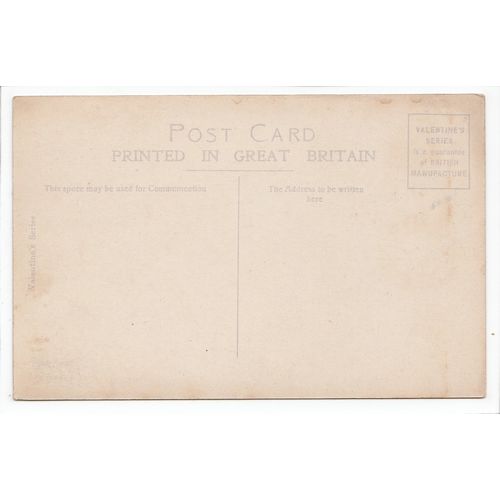 POST CARD
PRINTED IN GREAT BRITAIN
VALENTINE'S
SERIES
is a guarantee
of BRITISH
MANUFACTURE
This space may be used for Communication
The Address to be written
here
Valentine's Series